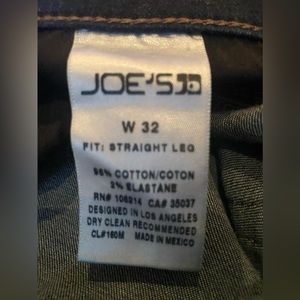 JOE'S
W 32
FIT: STRAIGHT LEG
98% COTTON/COTON
2% ELASTANE
RN# 106214 CA# 35037
DESIGNED IN LOS ANGELES
DRY CLEAN RECOMMENDED
CL#160M MADE IN MEXICO